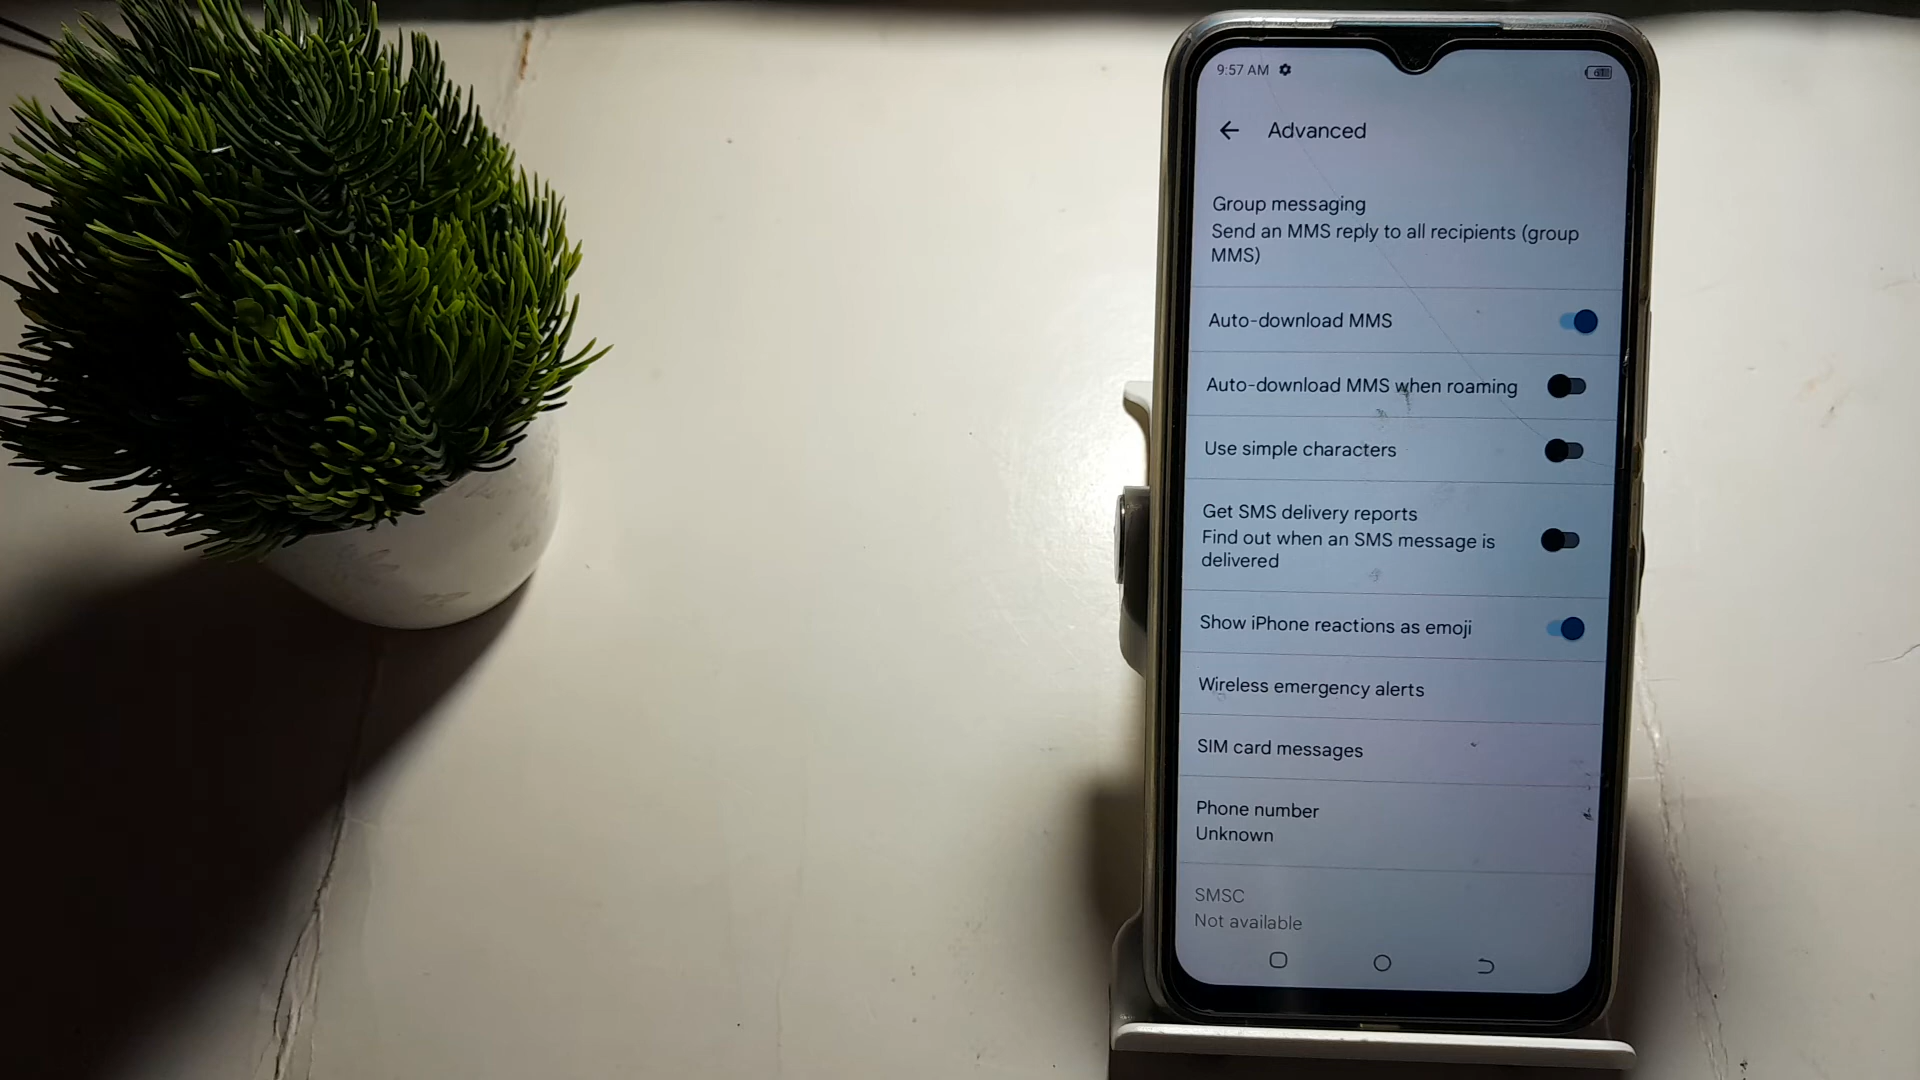 9:57 AM
Advanced
Group messaging
Send an MMS reply to all recipients (group
MMS)
Auto-download MMS
Auto-download MMS when roaming
Use simple characters
Get SMS delivery reports
Find out when an SMS message is
delivered
Show iPhone reactions as emoji
Wireless emergency alerts
SIM card messages
Phone number
Unknown
SMSC
Not available